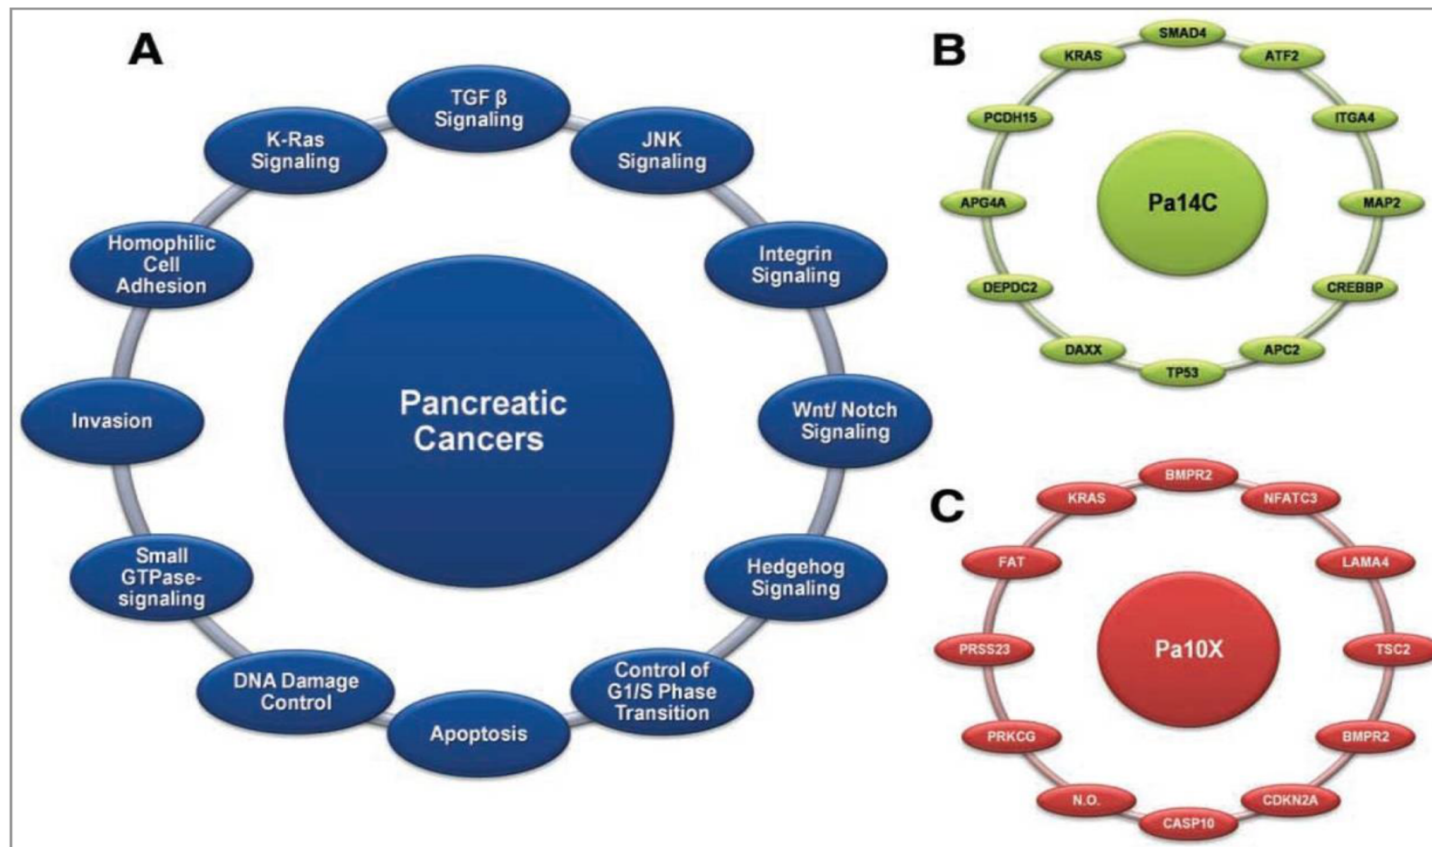 A
TGF β
Signaling
JNK
Signaling
Integrin
Signaling
Wnt/ Notch
Signaling
Hedgehog
Signaling
Control of
G1/S Phase
Transition
Apoptosis
DNA Damage
Control
Small
GTPase-
signaling
Invasion
Homophilic
Cell
Adhesion
K-Ras
Signaling
Pancreatic
Cancers
B
SMAD4
ATF2
ITGA4
MAP2
CREBBP
APC2
TP53
DAXX
DEPDC2
APG4A
PCDH15
KRAS
Pa14C
C
BMPR2
NFATC3
LAMA4
TSC2
BMPR2
CDKN2A
CASP10
N.O.
PRKCG
PRSS23
FAT
KRAS
Pa10X